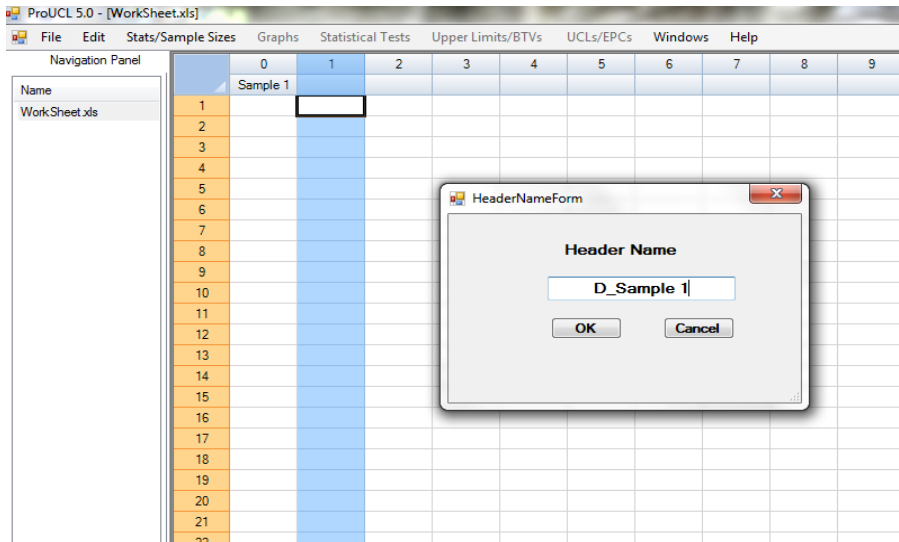 ProUCL 5.0 - [WorkSheet.xls]
File Edit Stats/Sample Sizes Graphs Statistical Tests Upper Limits/BTVs UCLs/EPCs Windows Help
Navigation Panel
Name
WorkSheet.xls
0 1 2 3 4 5 6 7 8 9
Sample 1
1
2
3
4
5
6
7
8
9
10
11
12
13
14
15
16
17
18
19
20
21
22
HeaderNameForm
Header Name
D_Sample 1
OK Cancel